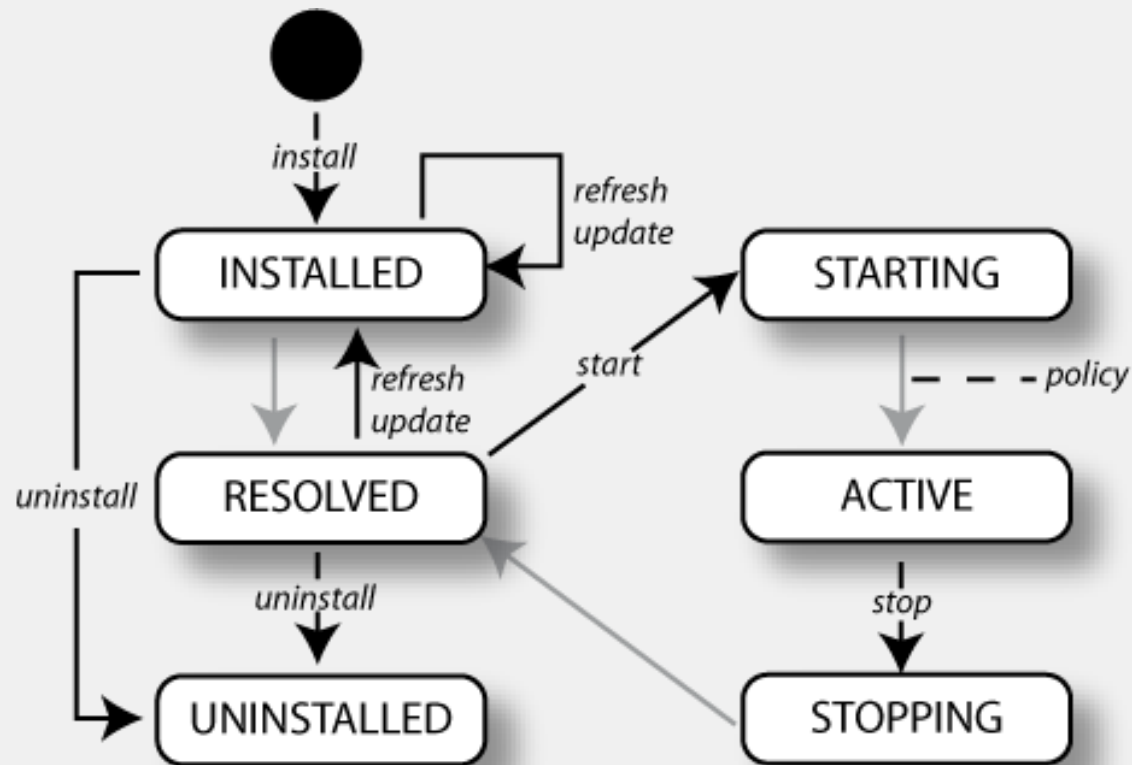 install
refresh
update
INSTALLED
STARTING
start
policy
refresh
update
uninstall
RESOLVED
ACTIVE
uninstall
stop
UNINSTALLED
STOPPING